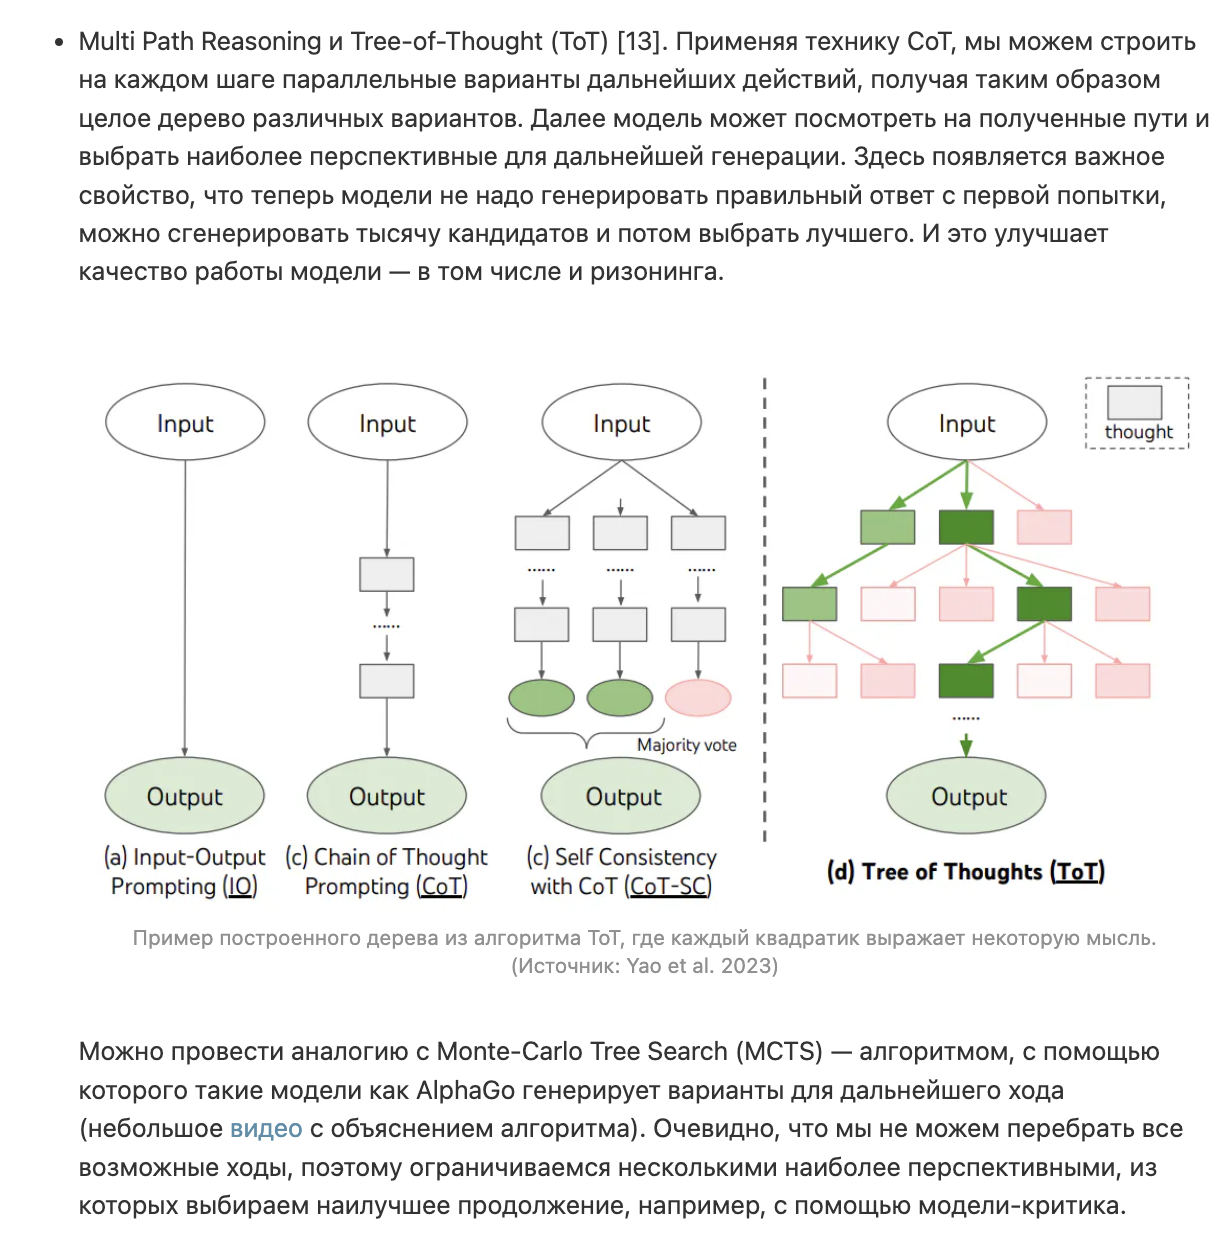 Multi Path Reasoning и Tree-of-Thought (ToT) [13]. Применяя технику CoT, мы можем строить
на каждом шаге параллельные варианты дальнейших действий, получая таким образом
целое дерево различных вариантов. Далее модель может посмотреть на полученные пути и
выбрать наиболее перспективные для дальнейшей генерации. Здесь появляется важное
свойство, что теперь модели не надо генерировать правильный ответ с первой попытки,
можно сгенерировать тысячу кандидатов и потом выбрать лучшего. И это улучшает
качество работы модели — в том числе и ризонинга.
Input
Input
Input
Input
thought
......
......
......
......
......
Majority vote
Output
Output
Output
Output
(a) Input-Output
Prompting (IO)
(c) Chain of Thought
Prompting (CoT)
(c) Self Consistency
with CoT (CoT-SC)
(d) Tree of Thoughts (ToT)
Пример построенного дерева из алгоритма ToT, где каждый квадратик выражает некоторую мысль.
(Источник: Yao et al. 2023)
Можно провести аналогию с Monte-Carlo Tree Search (MCTS) — алгоритмом, с помощью
которого такие модели как AlphaGo генерирует варианты для дальнейшего хода
(небольшое видео с объяснением алгоритма). Очевидно, что мы не можем перебрать все
возможные ходы, поэтому ограничиваемся несколькими наиболее перспективными, из
которых выбираем наилучшее продолжение, например, с помощью модели-критика.